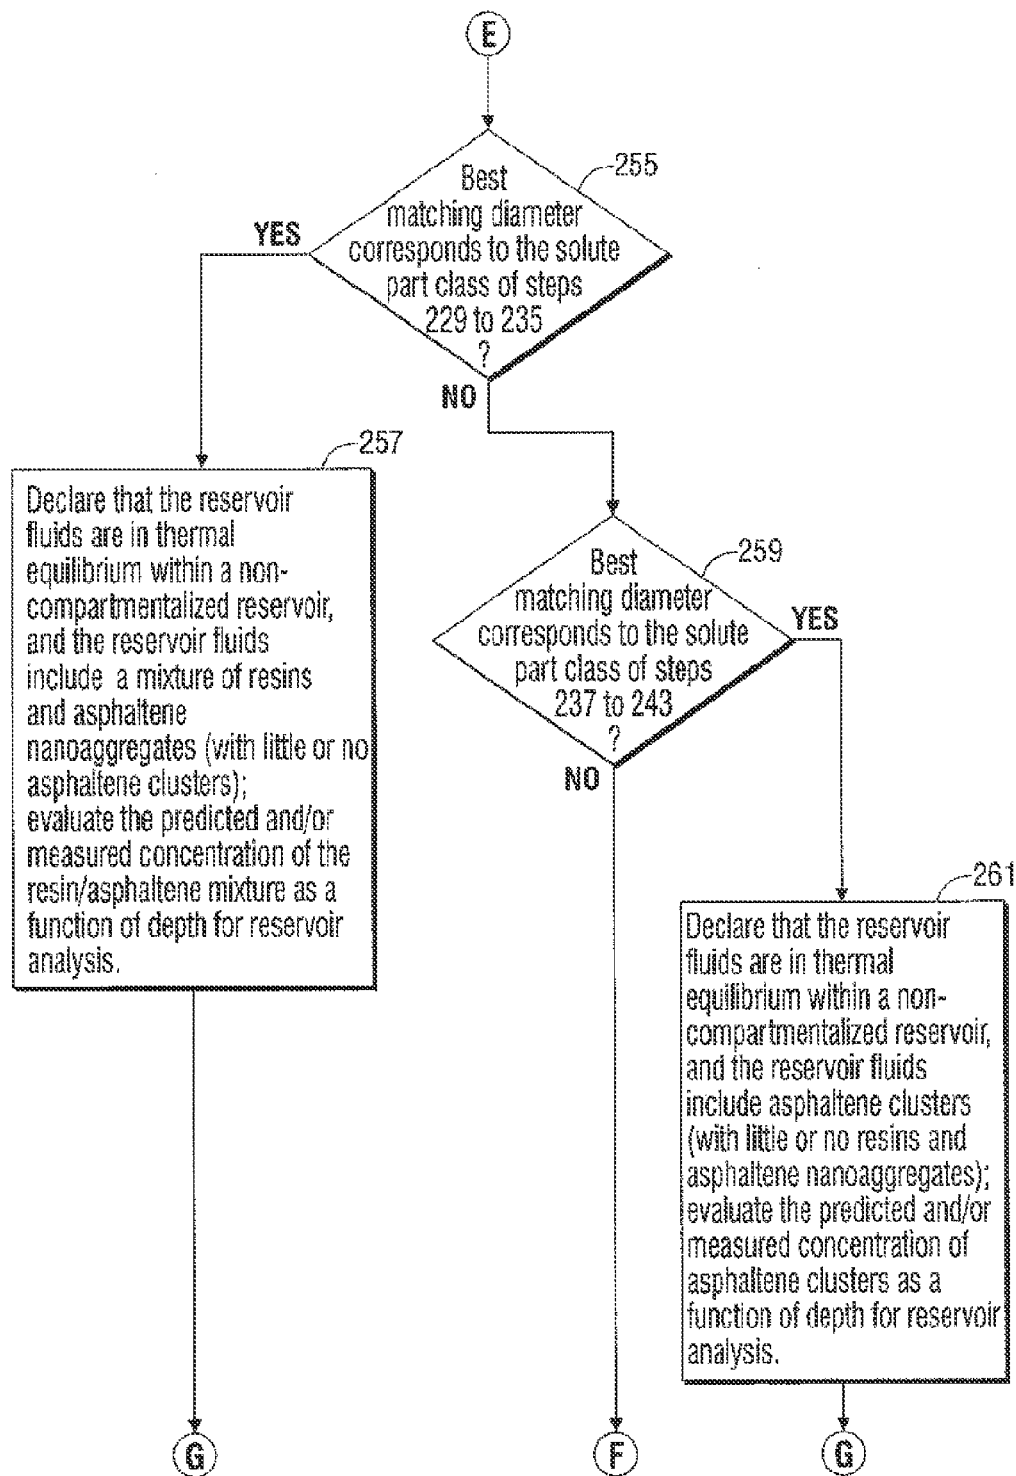 E
255
Best
matching diameter
corresponds to the solute
part class of steps
229 to 235
?
YES
NO
257
Declare that the reservoir
fluids are in thermal
equilibrium within a non-
compartmentalized reservoir,
and the reservoir fluids
include a mixture of resins
and asphaltene
nanoaggregates (with little or no
asphaltene clusters);
evaluate the predicted and/or
measured concentration of the
resin/asphaltene mixture as a
function of depth for reservoir
analysis.
259
Best
matching diameter
corresponds to the solute
part class of steps
237 to 243
?
YES
NO
261
Declare that the reservoir
fluids are in thermal
equilibrium within a non-
compartmentalized reservoir,
and the reservoir fluids
include asphaltene clusters
(with little or no resins and
asphaltene nanoaggregates);
evaluate the predicted and/or
measured concentration of
asphaltene clusters as a
function of depth for reservoir
analysis.
G
F
G